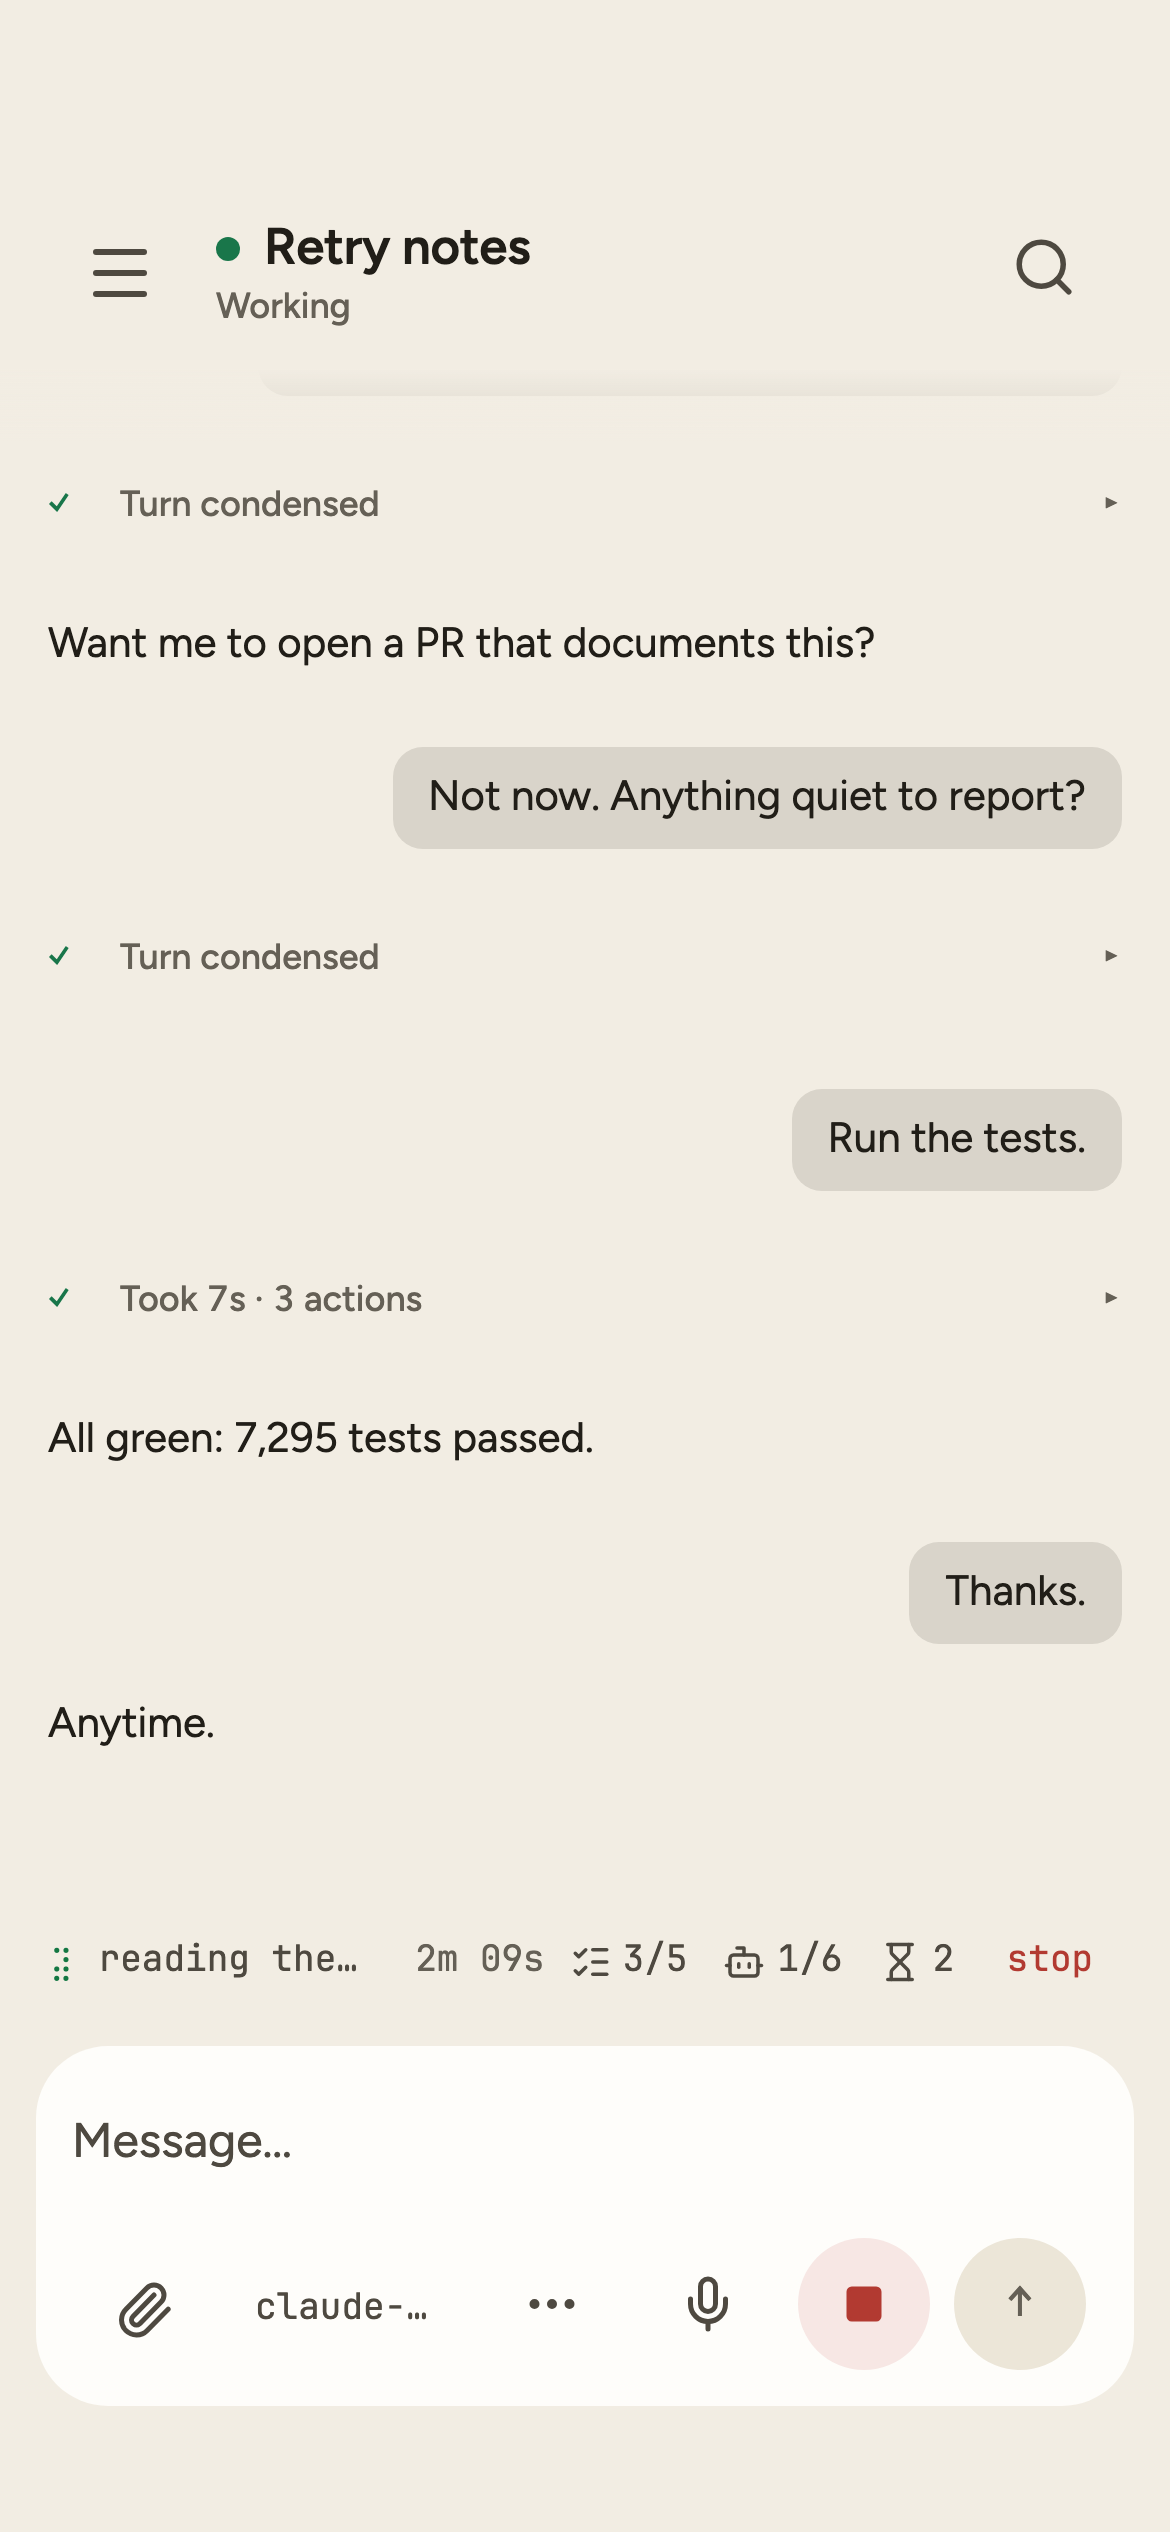 Retry notes
Working
Turn condensed
Want me to open a PR that documents this?
Not now. Anything quiet to report?
Turn condensed
Run the tests.
Took 7s · 3 actions
All green: 7,295 tests passed.
Thanks.
Anytime.
reading the… 2m 09s 3/5 1/6 2 stop
Message...
claude-…